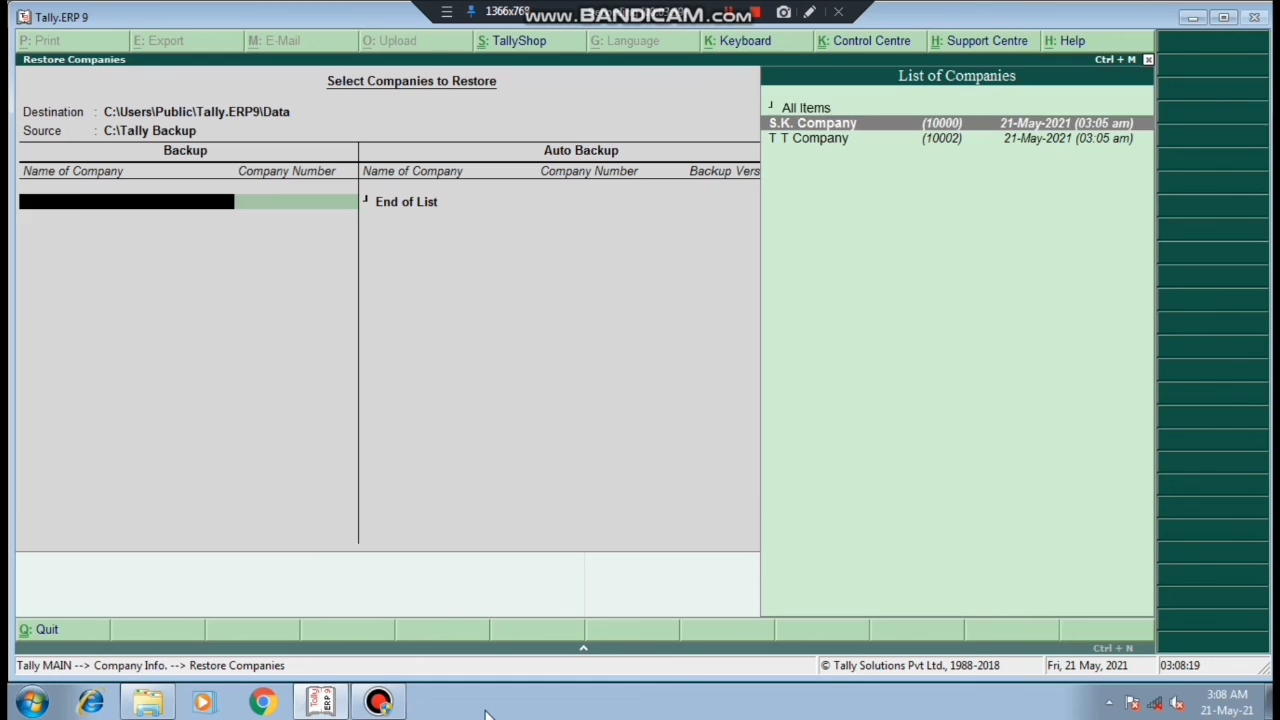 Tally.ERP 9
1366x768
www.BANDICAM.com
P: Print
E: Export
M: E-Mail
O: Upload
S: TallyShop
G: Language
K: Keyboard
K: Control Centre
H: Support Centre
H: Help
Restore Companies
Ctrl + M
Select Companies to Restore
Destination : C:\Users\Public\Tally.ERP9\Data
Source : C:\Tally Backup
Backup
Auto Backup
Name of Company Company Number Name of Company Company Number Backup Vers
┘ End of List
List of Companies
┘ All Items
S.K. Company (10000) 21-May-2021 (03:05 am)
T T Company (10002) 21-May-2021 (03:05 am)
Q: Quit
Ctrl + N
Tally MAIN --> Company Info. --> Restore Companies
© Tally Solutions Pvt Ltd., 1988-2018
Fri, 21 May, 2021
03:08:19
Tally ERP 9
3:08 AM
21-May-21